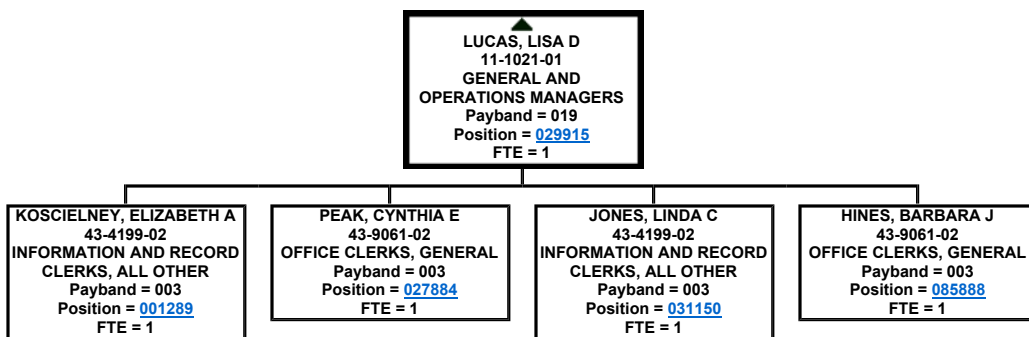 LUCAS, LISA D
11-1021-01
GENERAL AND
OPERATIONS MANAGERS
Payband = 019
Position = 029915
FTE = 1
KOSCIELNEY, ELIZABETH A
43-4199-02
INFORMATION AND RECORD
CLERKS, ALL OTHER
Payband = 003
Position = 001289
FTE = 1
PEAK, CYNTHIA E
43-9061-02
OFFICE CLERKS, GENERAL
Payband = 003
Position = 027884
FTE = 1
JONES, LINDA C
43-4199-02
INFORMATION AND RECORD
CLERKS, ALL OTHER
Payband = 003
Position = 031150
FTE = 1
HINES, BARBARA J
43-9061-02
OFFICE CLERKS, GENERAL
Payband = 003
Position = 085888
FTE = 1